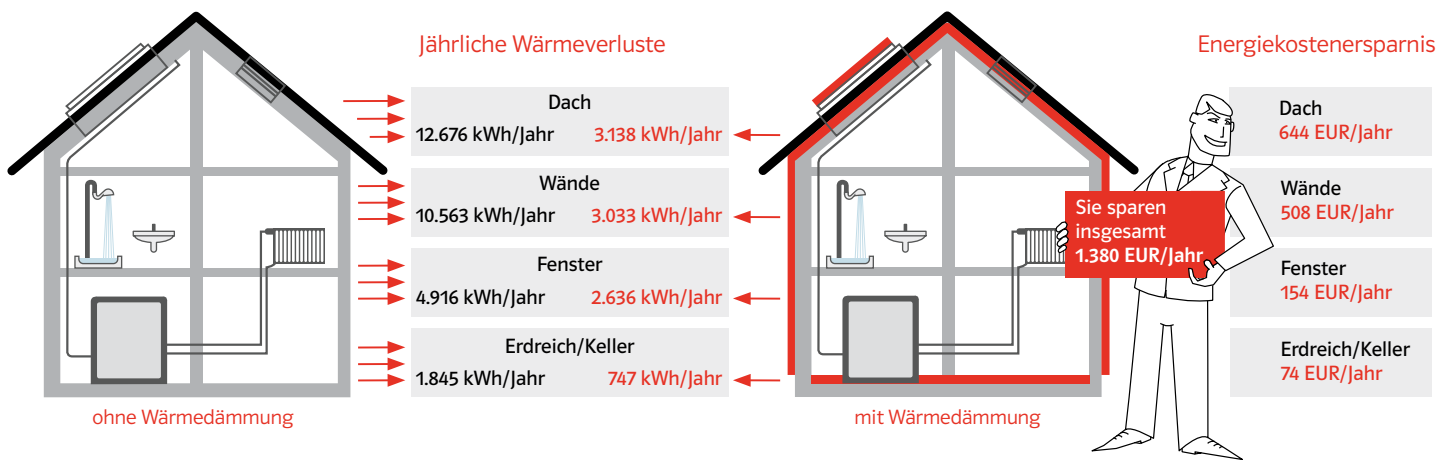 Jährliche Wärmeverluste
Dach
12.676 kWh/Jahr 3.138 kWh/Jahr
Wände
10.563 kWh/Jahr 3.033 kWh/Jahr
Fenster
4.916 kWh/Jahr 2.636 kWh/Jahr
Erdreich/Keller
1.845 kWh/Jahr 747 kWh/Jahr
ohne Wärmedämmung
mit Wärmedämmung
Sie sparen
insgesamt
1.380 EUR/Jahr
Energiekostenersparnis
Dach
644 EUR/Jahr
Wände
508 EUR/Jahr
Fenster
154 EUR/Jahr
Erdreich/Keller
74 EUR/Jahr